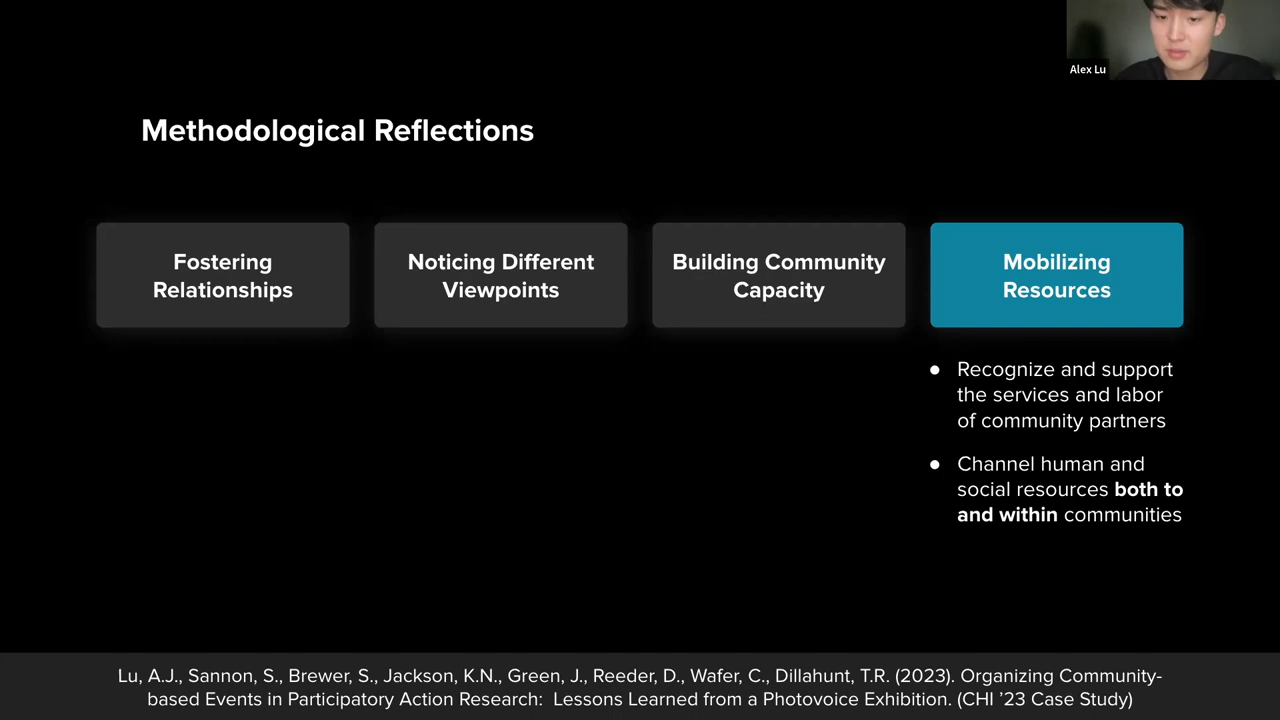 Alex Lu
Methodological Reflections
Fostering
Relationships
Noticing Different
Viewpoints
Building Community
Capacity
Mobilizing
Resources
● Recognize and support
the services and labor
of community partners
● Channel human and
social resources both to
and within communities
Lu, A.J., Sannon, S., Brewer, S., Jackson, K.N., Green, J., Reeder, D., Wafer, C., Dillahunt, T.R. (2023). Organizing Community-
based Events in Participatory Action Research: Lessons Learned from a Photovoice Exhibition. (CHI ’23 Case Study)